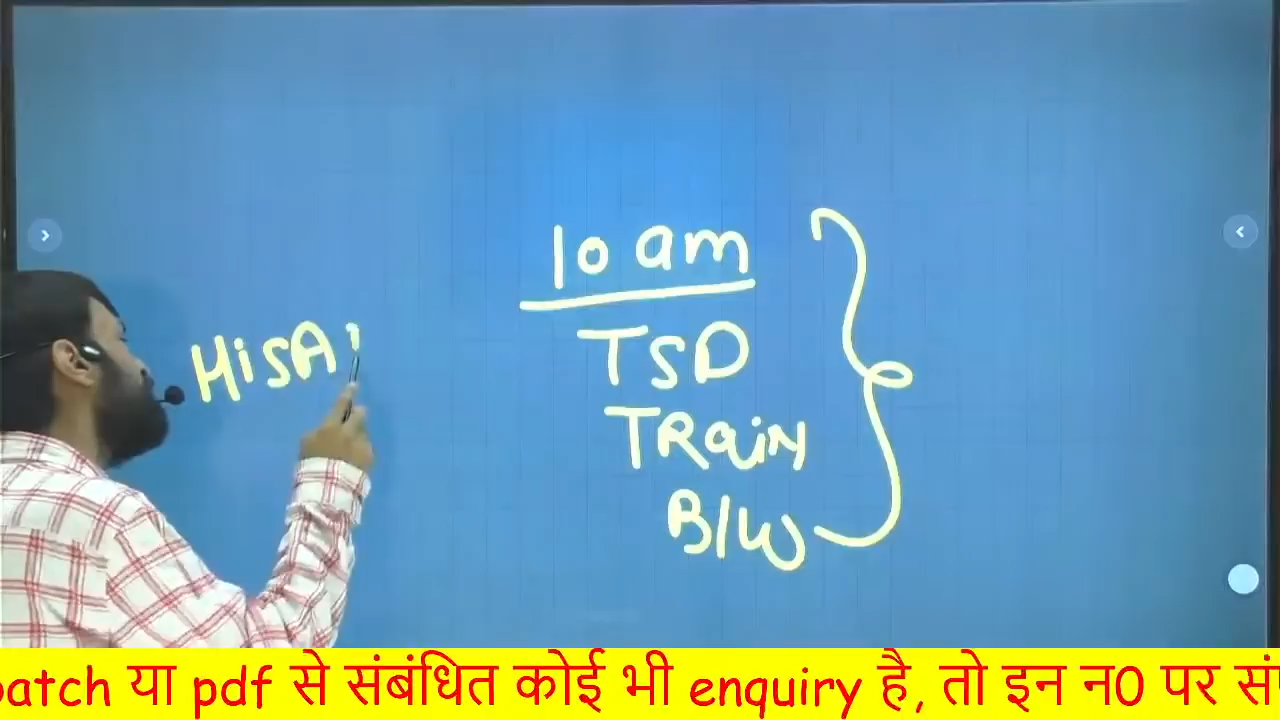 10 am
TSD
TRaiN
B/W
HiSA
batch या pdf से संबंधित कोई भी enquiry है, तो इन न0 पर सं